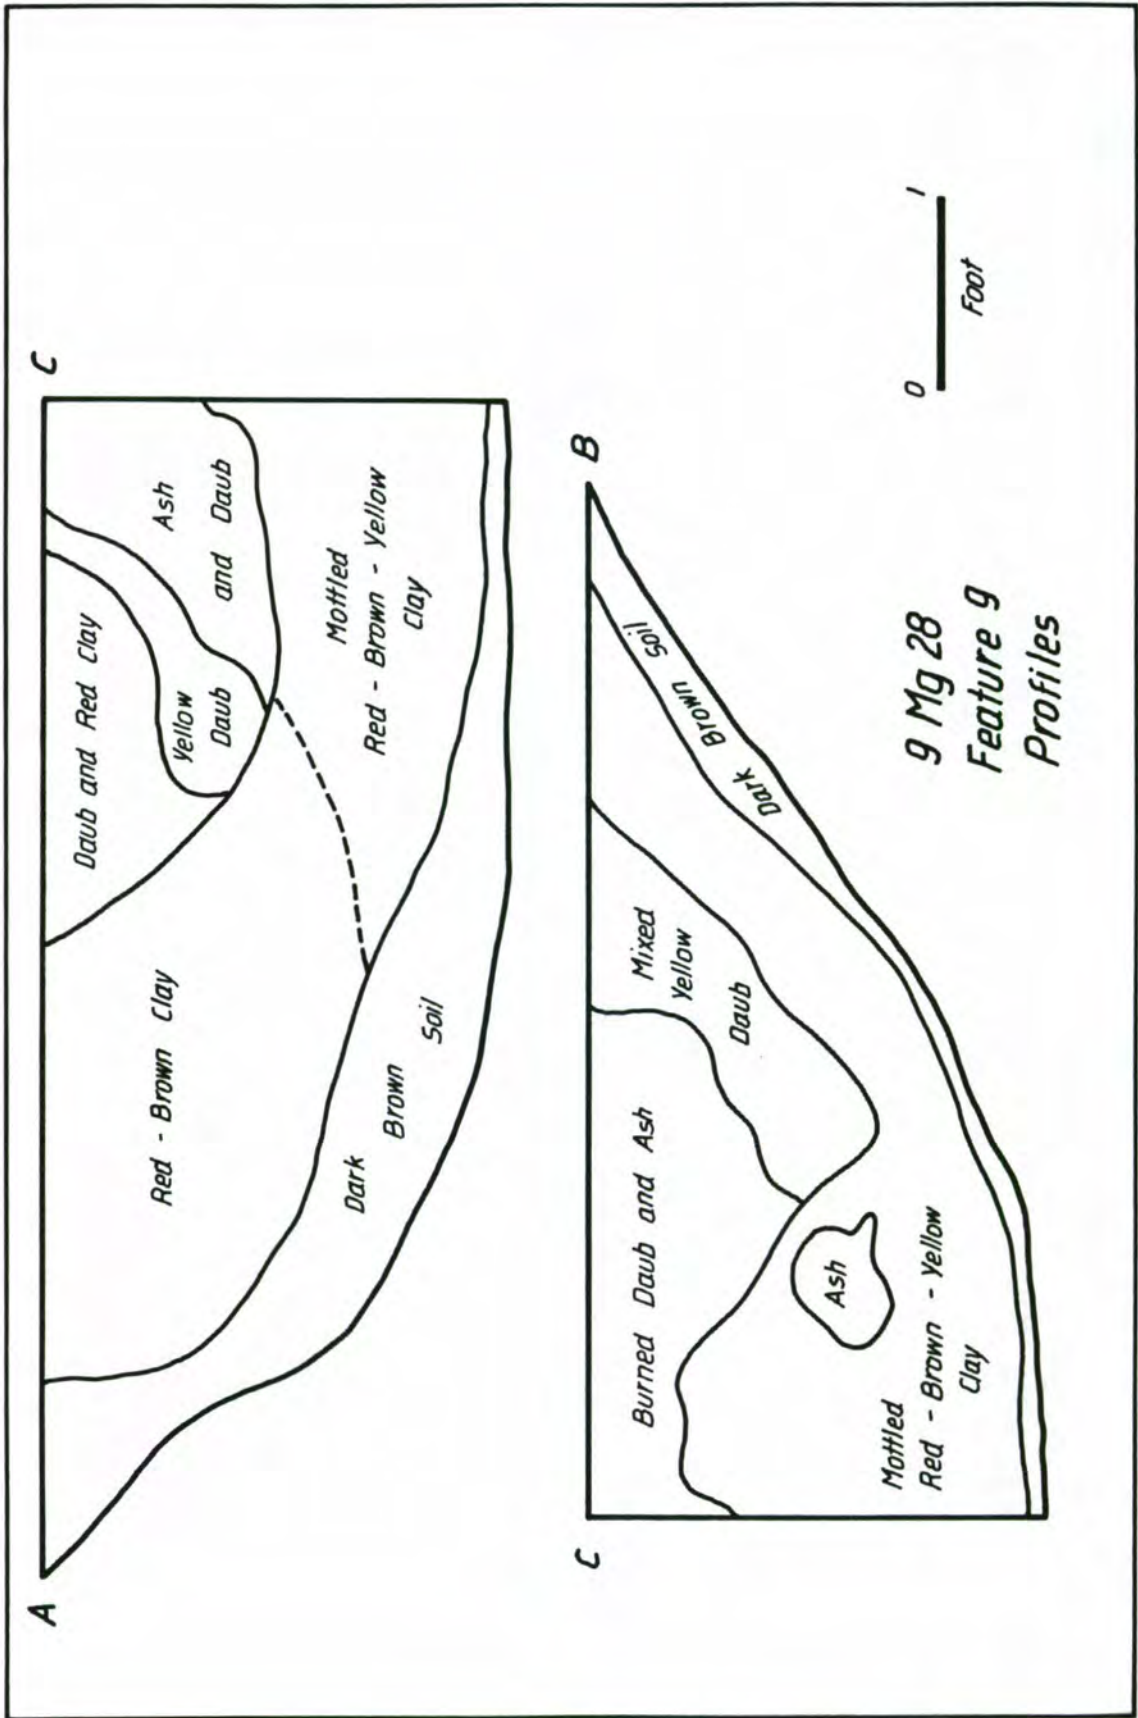 A
C
Daub and Red Clay
Yellow
Daub
Ash
and Daub
Red - Brown Clay
Mottled
Red - Brown - Yellow
Clay
Dark
Brown
Soil
C
B
Burned Daub and Ash
Mixed
Yellow
Daub
Dark Brown Soil
Ash
Mottled
Red - Brown - Yellow
Clay
9 Mg 28
Feature 9
Profiles
0 1
Foot